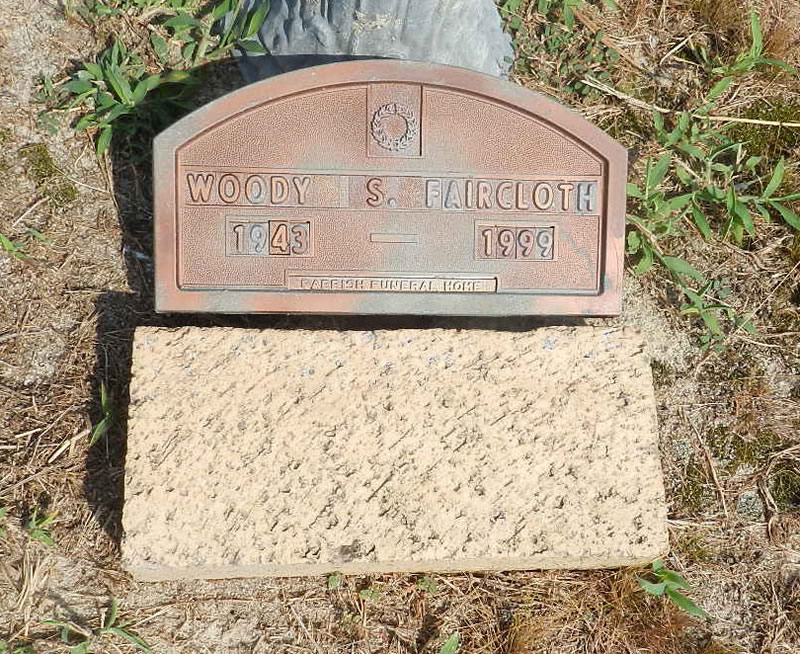 WOODY S. FAIRCLOTH
1943 — 1999
PARRISH FUNERAL HOME